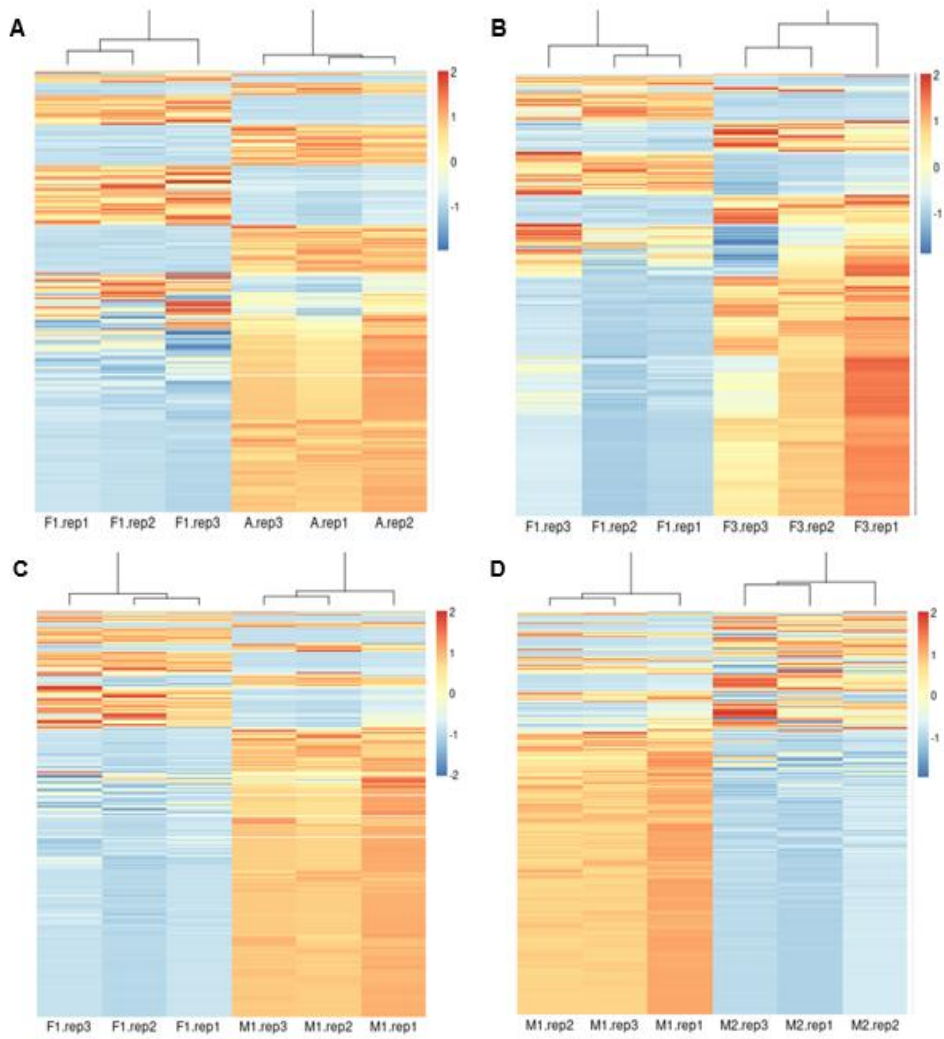 A
2
1
0
-1
F1.rep1 F1.rep2 F1.rep3 A.rep3 A.rep1 A.rep2
B
2
1
0
-1
F1.rep3 F1.rep2 F1.rep1 F3.rep3 F3.rep2 F3.rep1
C
2
1
0
-1
-2
F1.rep3 F1.rep2 F1.rep1 M1.rep3 M1.rep2 M1.rep1
D
2
1
0
-1
M1.rep2 M1.rep3 M1.rep1 M2.rep3 M2.rep1 M2.rep2